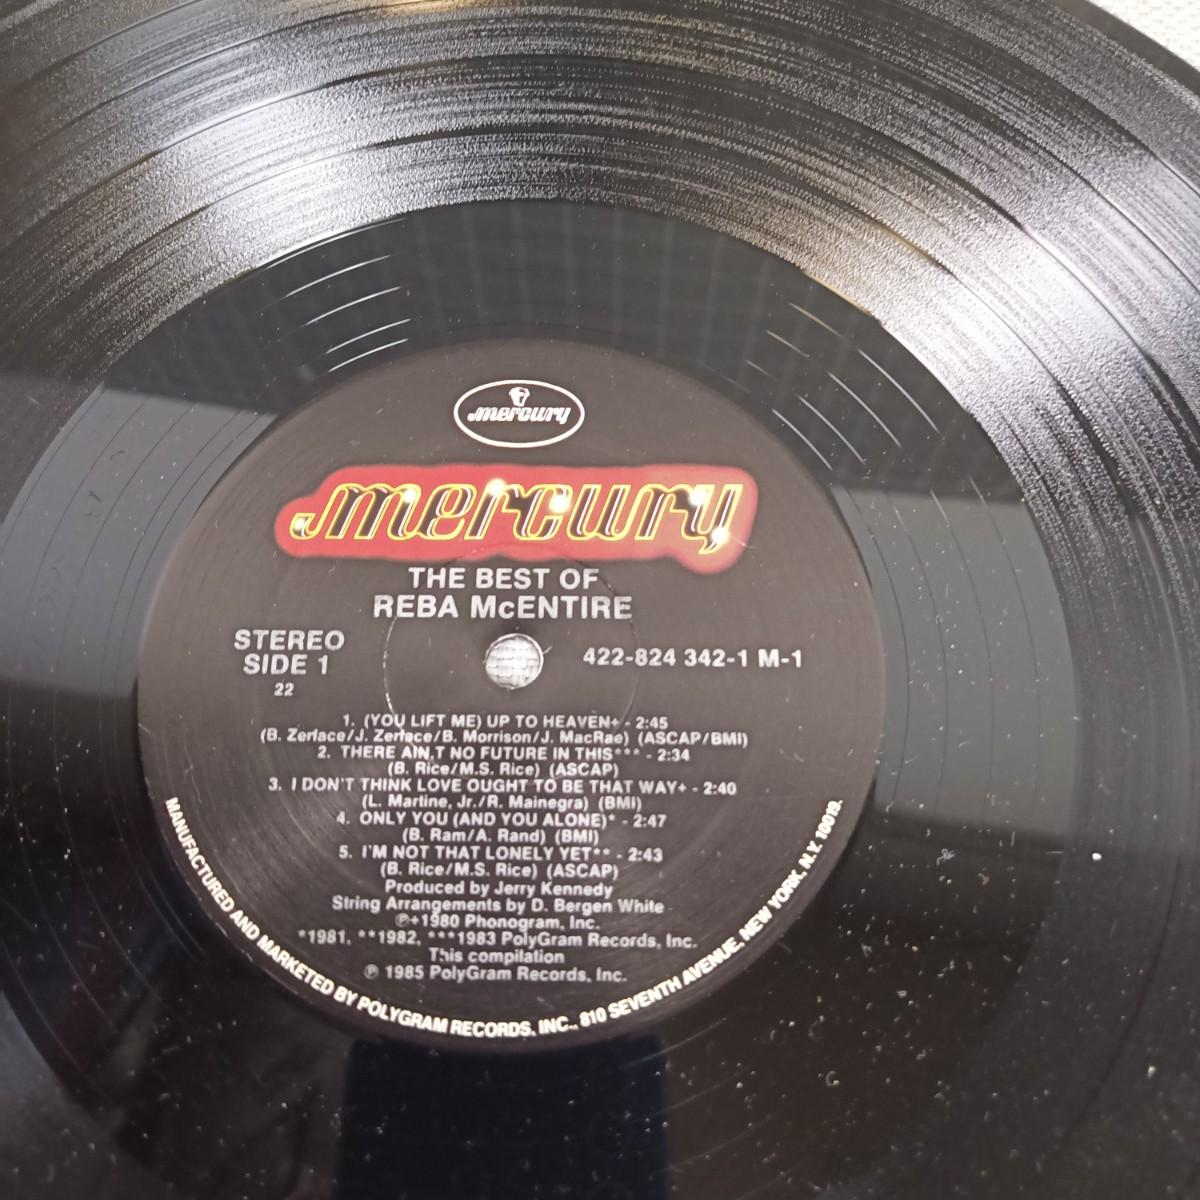 mercury
mercury
THE BEST OF
REBA McENTIRE
STEREO
SIDE 1
22
422-824 342-1 M-1
1. (YOU LIFT ME) UP TO HEAVEN+ - 2:45
(B. Zerface/J. Zerface/B. Morrison/J. MacRae) (ASCAP/BMI)
2. THERE AIN,T NO FUTURE IN THIS*** - 2:34
(B. Rice/M.S. Rice) (ASCAP)
3. I DON'T THINK LOVE OUGHT TO BE THAT WAY+ - 2:40
(L. Martine, Jr./R. Mainegra) (BMI)
4. ONLY YOU (AND YOU ALONE)* - 2:47
(B. Ram/A. Rand) (BMI)
5. I'M NOT THAT LONELY YET** - 2:43
(B. Rice/M.S. Rice) (ASCAP)
Produced by Jerry Kennedy
String Arrangements by D. Bergen White
℗+1980 Phonogram, Inc.
*1981, **1982, ***1983 PolyGram Records, Inc.
This compilation
℗ 1985 PolyGram Records, Inc.
MANUFACTURED AND MARKETED BY POLYGRAM RECORDS, INC., 810 SEVENTH AVENUE, NEW YORK, N.Y. 10019.